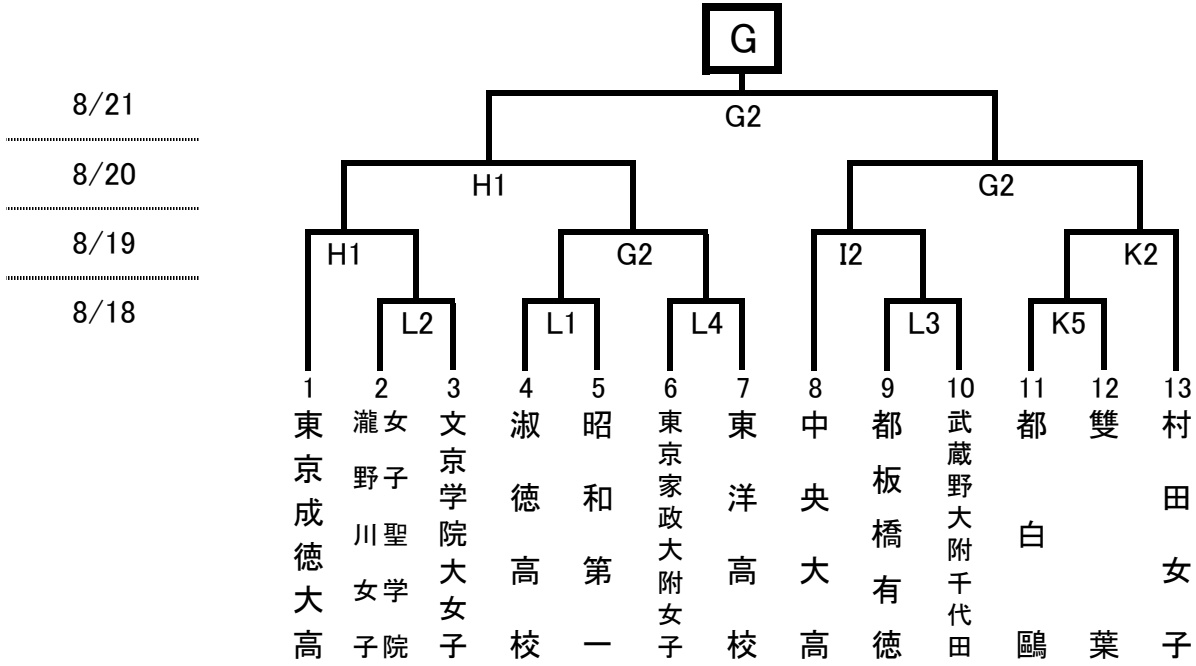 G
8/21
G2
8/20
H1
G2
8/19
H1
G2
I2
K2
8/18
L2
L1
L4
L3
K5
1
2
3
4
5
6
7
8
9
10
11
12
13
東京成徳大高
瀧野川女子
女子聖学院
文京学院大女子
淑徳高校
昭和第一
東京家政大附女子
東洋高校
中央大高
都板橋有徳
武蔵野大附千代田
都白鷗
雙葉
村田女子